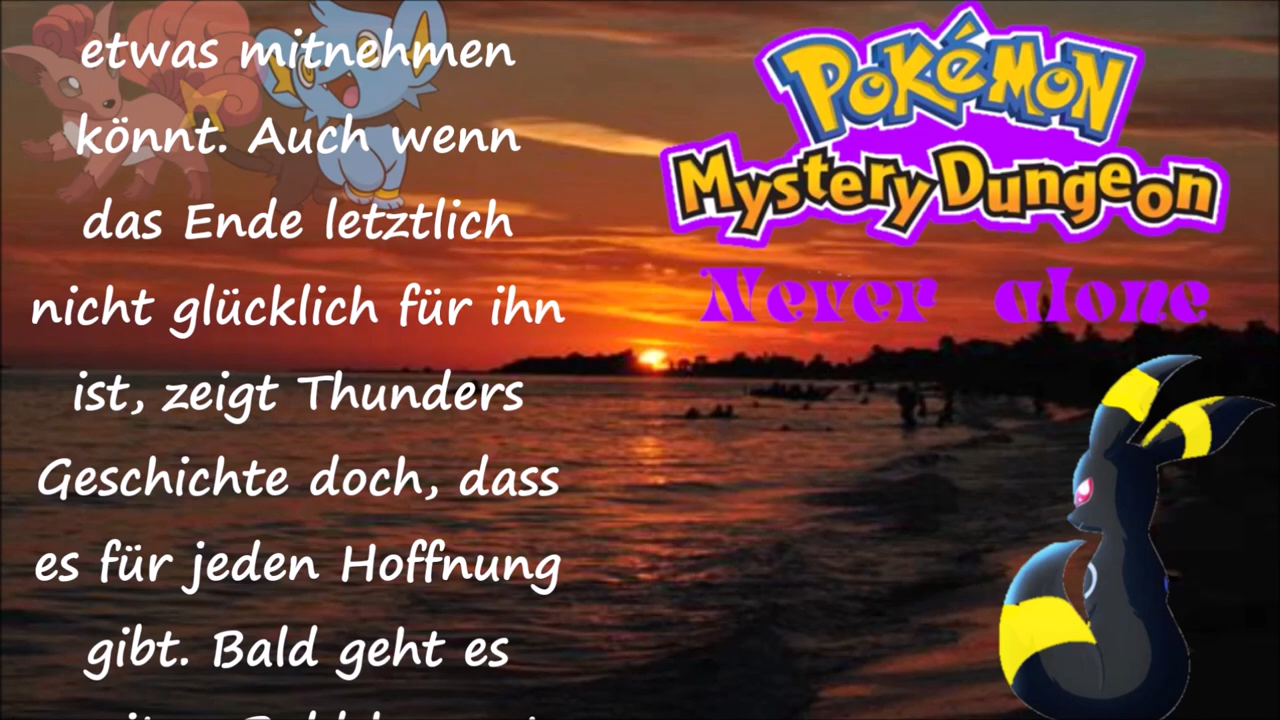 etwas mitnehmen
könnt. Auch wenn
das Ende letztlich
nicht glücklich für ihn
ist, zeigt Thunders
Geschichte doch, dass
es für jeden Hoffnung
gibt. Bald geht es
POKéMON
Mystery Dungeon
Never alone